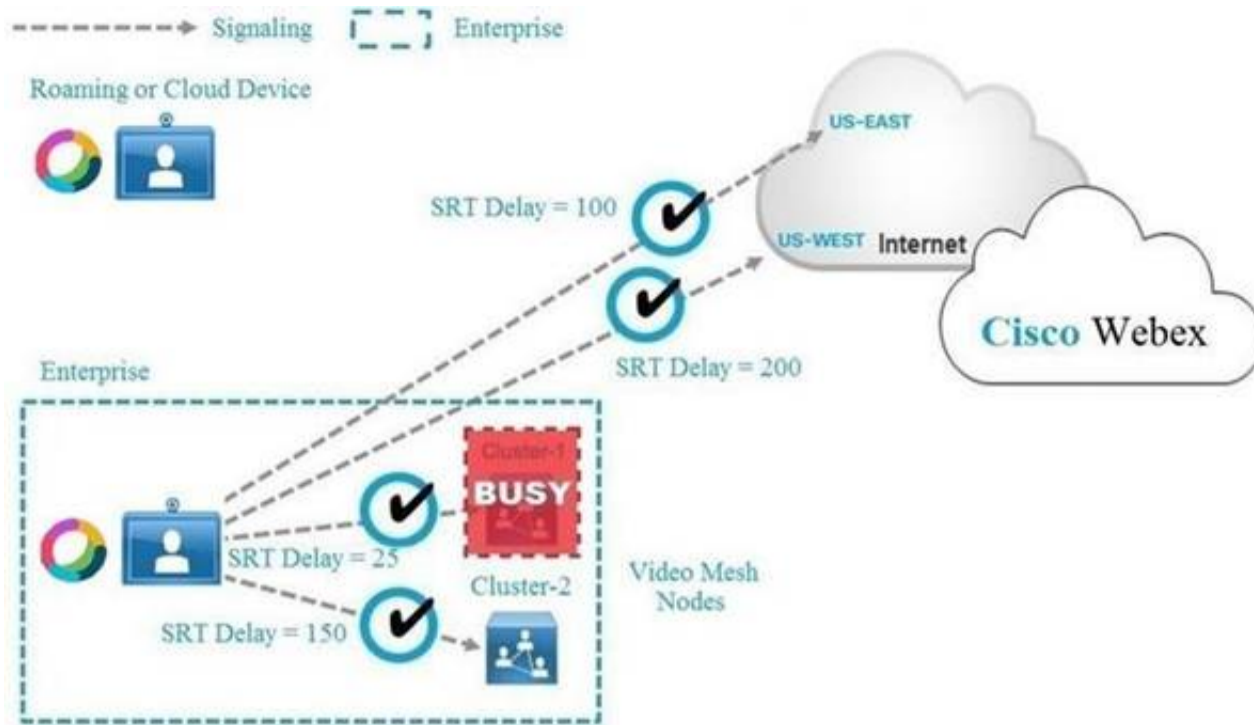 Signaling
Enterprise
Roaming or Cloud Device
US-EAST
SRT Delay = 100
US-WEST Internet
Cisco Webex
SRT Delay = 200
Enterprise
Cluster-1
BUSY
SRT Delay = 25
Cluster-2
Video Mesh
Nodes
SRT Delay = 150